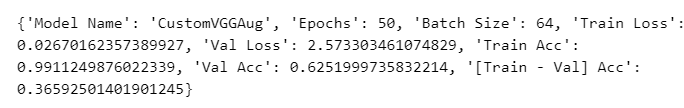 {'Model Name': 'CustomVGGAug', 'Epochs': 50, 'Batch Size': 64, 'Train Loss':
0.02670162357389927, 'Val Loss': 2.573303461074829, 'Train Acc':
0.9911249876022339, 'Val Acc': 0.6251999735832214, '[Train - Val] Acc':
0.36592501401901245}